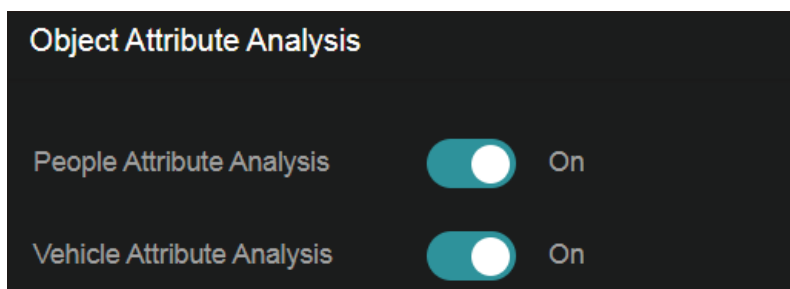 Object Attribute Analysis
People Attribute Analysis On
Vehicle Attribute Analysis On